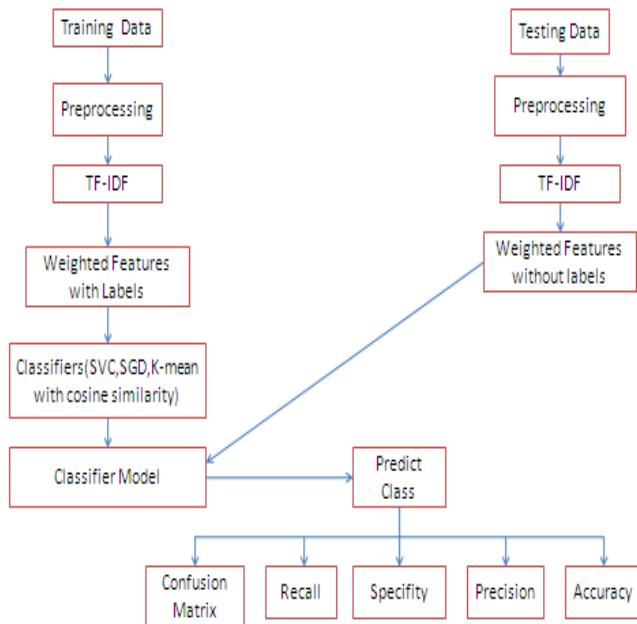 Training Data
Testing Data
Preprocessing
Preprocessing
TF-IDF
TF-IDF
Weighted Features
with Labels
Weighted Features
without labels
Classifiers(SVC,SGD,K-mean
with cosine similarity)
Classifier Model
Predict
Class
Confusion
Matrix
Recall
Specifity
Precision
Accuracy